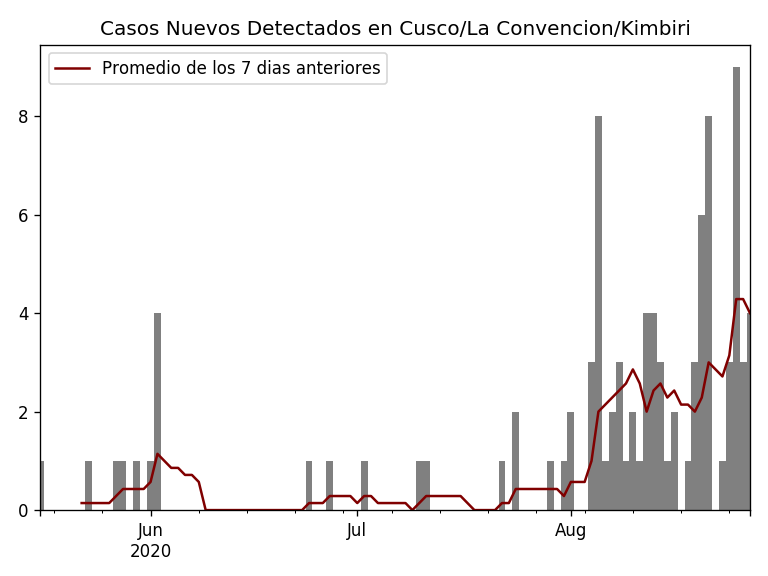 Casos Nuevos Detectados en Cusco/La Convencion/Kimbiri
Promedio de los 7 dias anteriores
8
6
4
2
0
Jun
2020
Jul
Aug